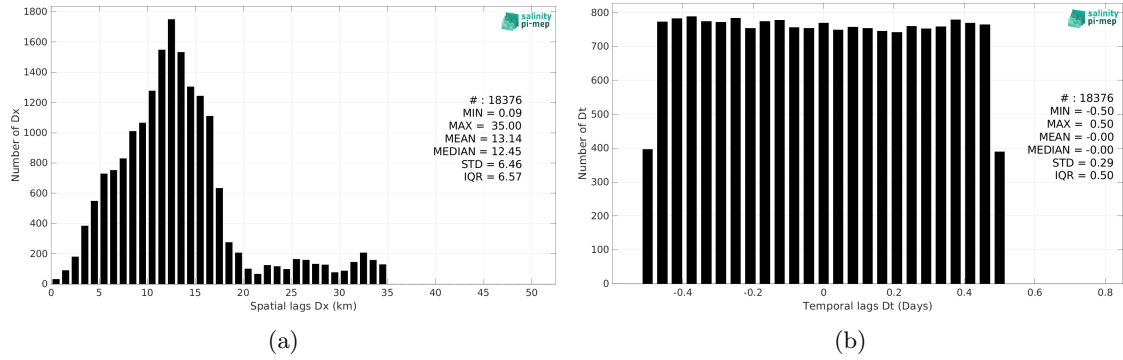 1800
1600
1400
1200
1000
800
600
400
200
0
Number of Dx
0 5 10 15 20 25 30 35 40 45 50
Spatial lags Dx (km)
salinity
pi-mep
# : 18376
MIN = 0.09
MAX = 35.00
MEAN = 13.14
MEDIAN = 12.45
STD = 6.46
IQR = 6.57
(a)
800
700
600
500
400
300
200
100
0
Number of Dt
-0.4 -0.2 0 0.2 0.4 0.6 0.8
Temporal lags Dt (Days)
salinity
pi-mep
# : 18376
MIN = -0.50
MAX = 0.50
MEAN = -0.00
MEDIAN = -0.00
STD = 0.29
IQR = 0.50
(b)